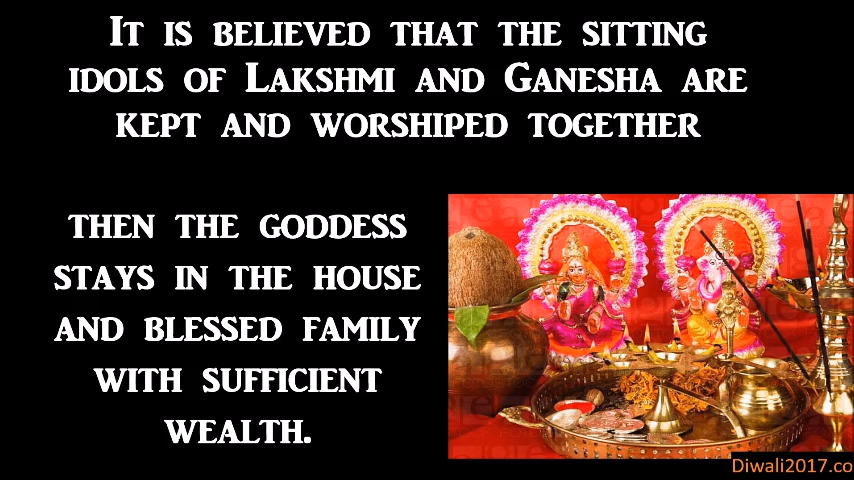 It is believed that the sitting
idols of Lakshmi and Ganesha are
kept and worshiped together
then the goddess
stays in the house
and blessed family
with sufficient
wealth.
Diwali2017.co